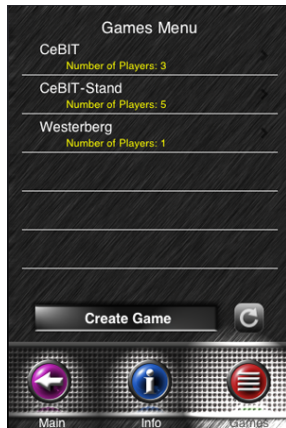 Games Menu
CeBIT
Number of Players: 3
CeBIT-Stand
Number of Players: 5
Westerberg
Number of Players: 1
Create Game
Main
Info
Games